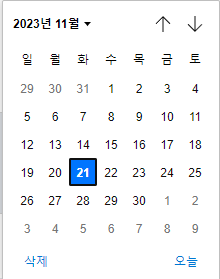 2023년 11월
일 월 화 수 목 금 토
29 30 31 1 2 3 4
5 6 7 8 9 10 11
12 13 14 15 16 17 18
19 20 21 22 23 24 25
26 27 28 29 30 1 2
3 4 5 6 7 8 9
삭제 오늘